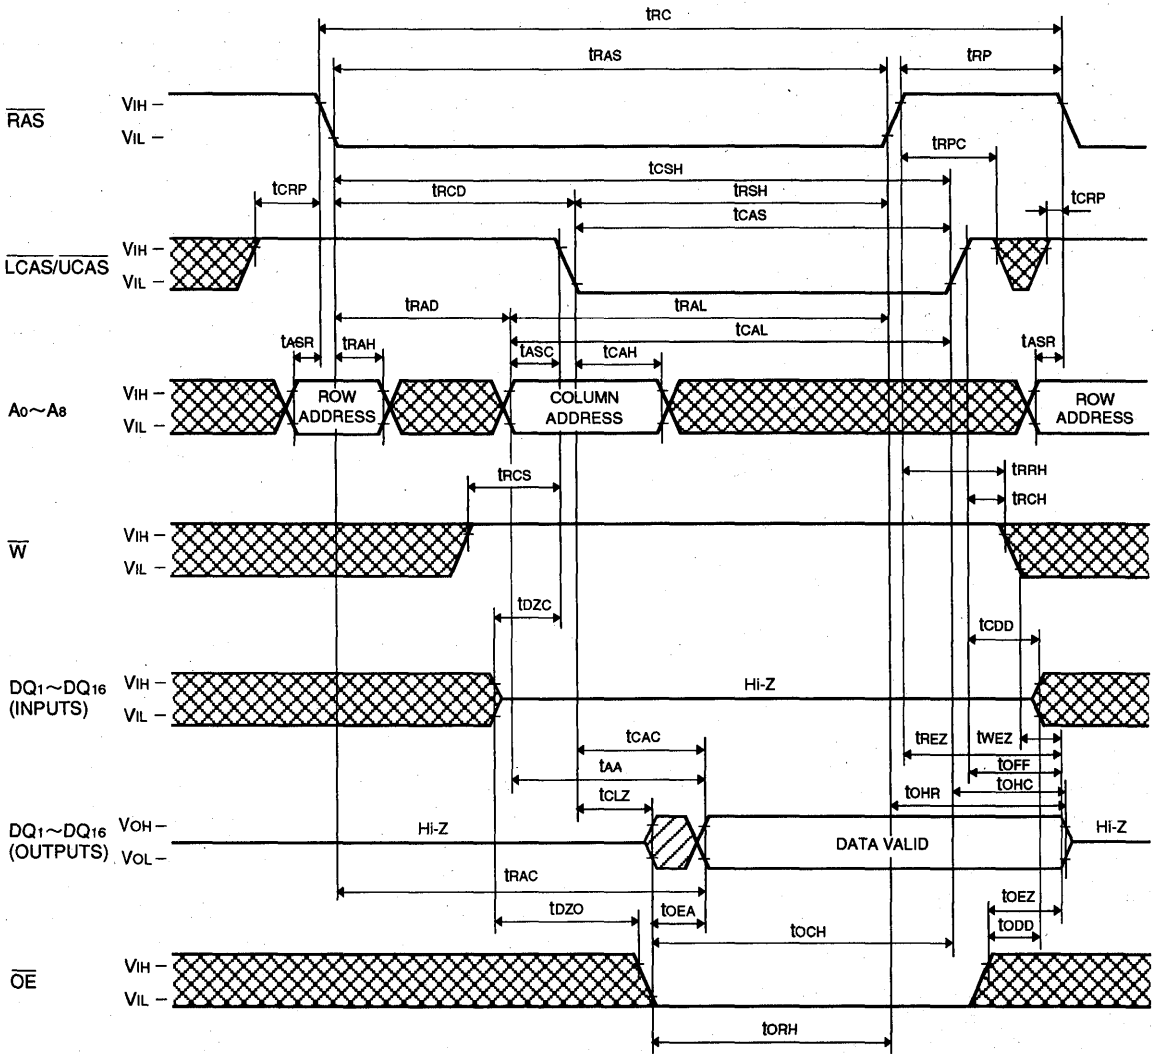 tRC
tRAS tRP
RAS VIH
VIL
tRPC
tCSH
tCRP tRCD tRSH tCRP
tCAS
LCAS/UCAS VIH
VIL
tRAD tRAL
tCAL
tASR tRAH tASC tCAH tASR
A0~A8 VIH
VIL
ROW ADDRESS
COLUMN ADDRESS
ROW ADDRESS
tRCS tRRH
tRCH
W VIH
VIL
tDZC tCDD
DQ1~DQ16 (INPUTS) VIH
VIL
Hi-Z
tCAC tREZ tWEZ
tAA tOFF
tCLZ tOHC
tOHR
DQ1~DQ16 (OUTPUTS) VOH
VOL
Hi-Z DATA VALID Hi-Z
tRAC
tDZO tOEA tOEZ
tOCH tODD
OE VIH
VIL
tORH